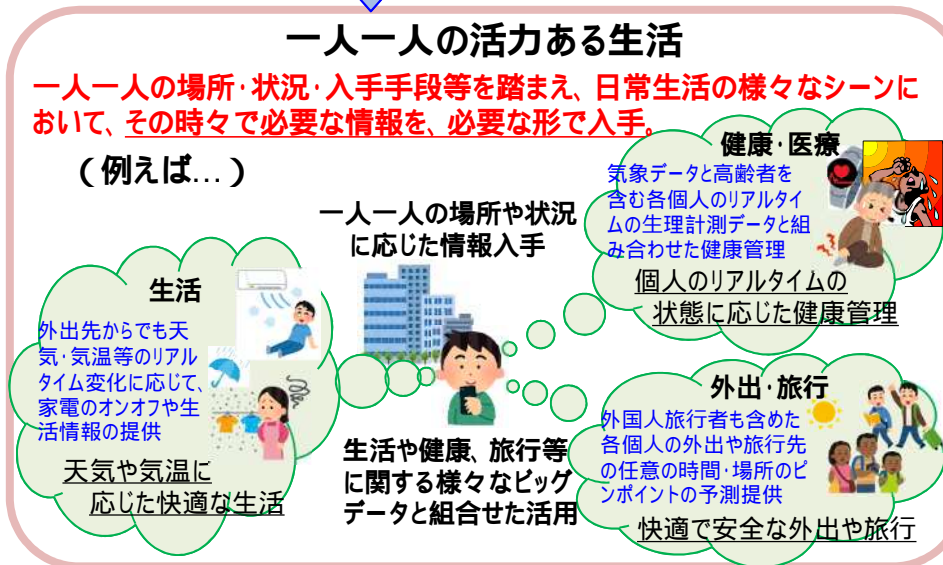 一人一人の活力ある生活
一人一人の場所・状況・入手手段等を踏まえ、日常生活の様々なシーンに
おいて、その時々で必要な情報を、必要な形で入手。
（例えば…）
一人一人の場所や状況
に応じた情報入手
生活
外出先からでも天
気・気温等のリアル
タイム変化に応じて、
家電のオンオフや生
活情報の提供
天気や気温に
応じた快適な生活
生活や健康、旅行等
に関する様々なビッグ
データと組合せた活用
健康・医療
気象データと高齢者を
含む各個人のリアルタイ
ムの生理計測データと組
み合わせた健康管理
個人のリアルタイムの
状態に応じた健康管理
外出・旅行
外国人旅行者も含めた
各個人の外出や旅行先
の任意の時間・場所のピ
ンポイントの予測提供
快適で安全な外出や旅行